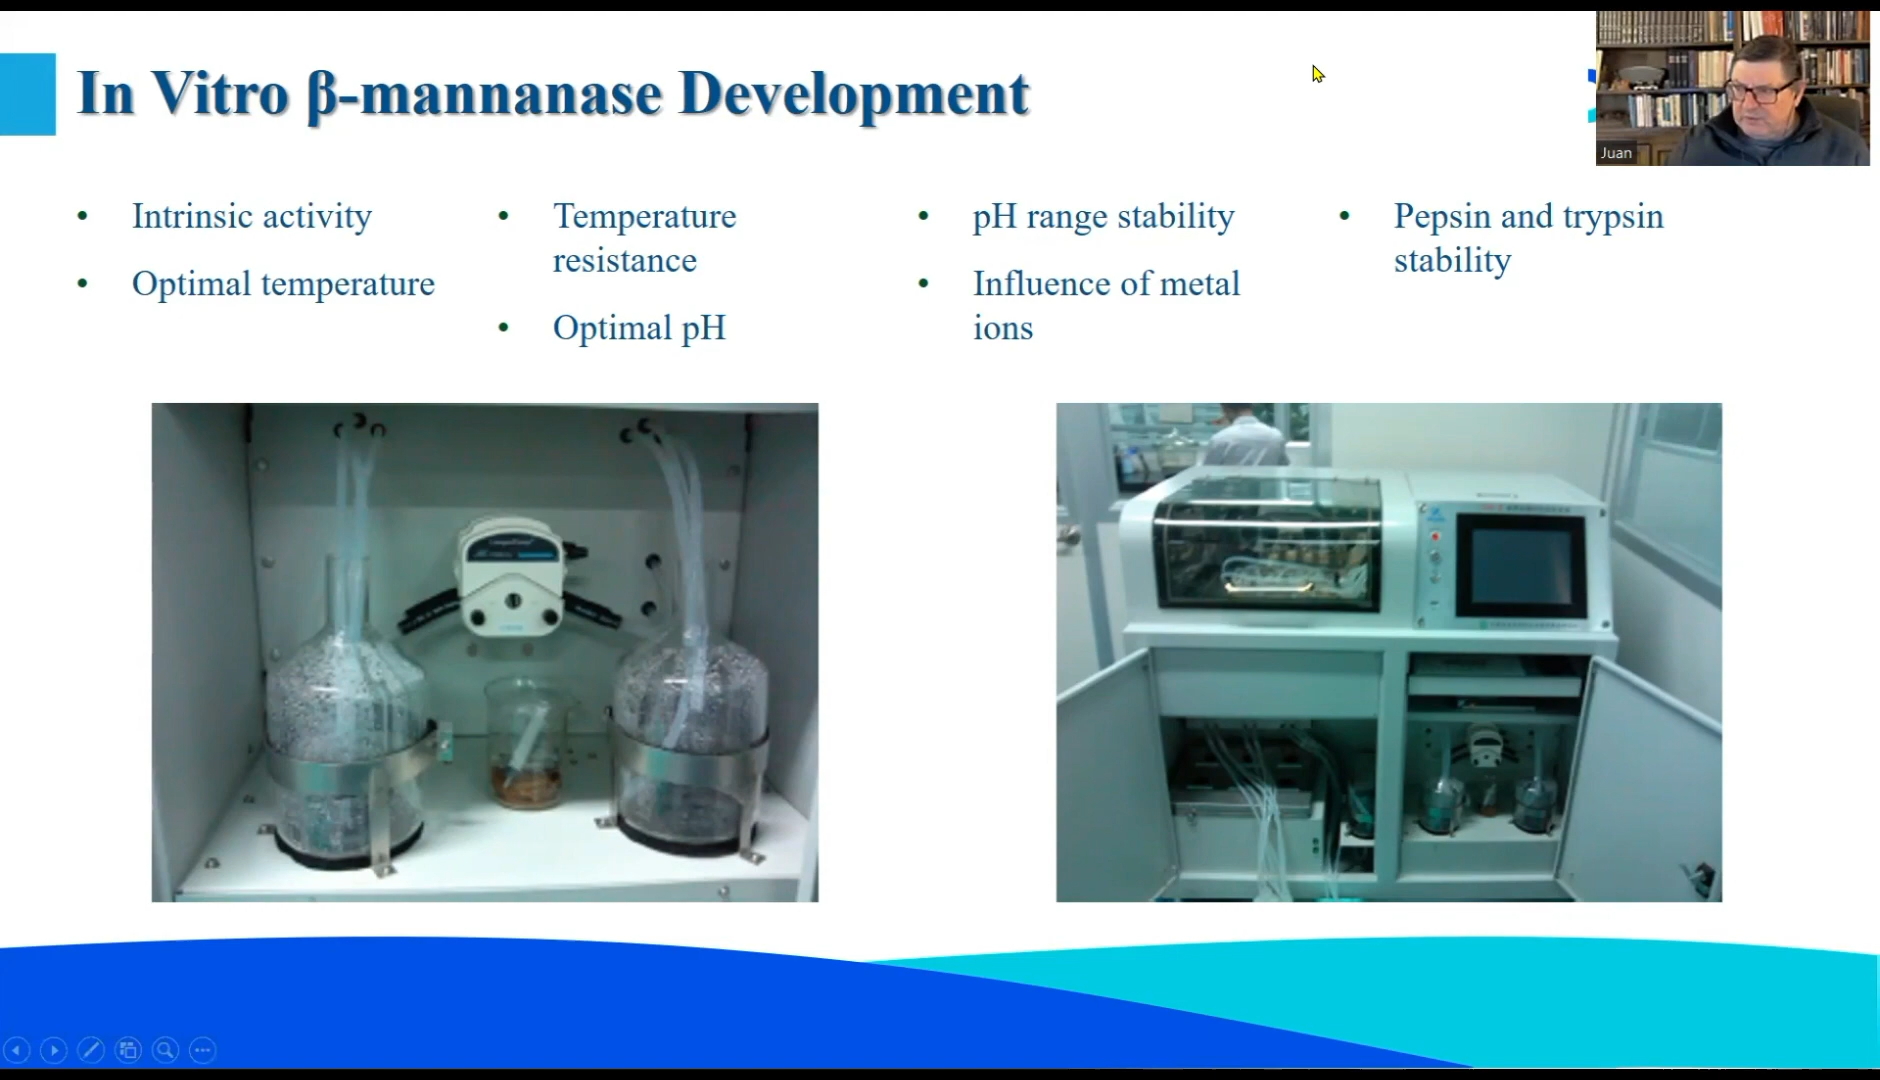 In Vitro β-mannanase Development
Juan
• Intrinsic activity
• Optimal temperature
• Temperature
resistance
• Optimal pH
• pH range stability
• Influence of metal
ions
• Pepsin and trypsin
stability